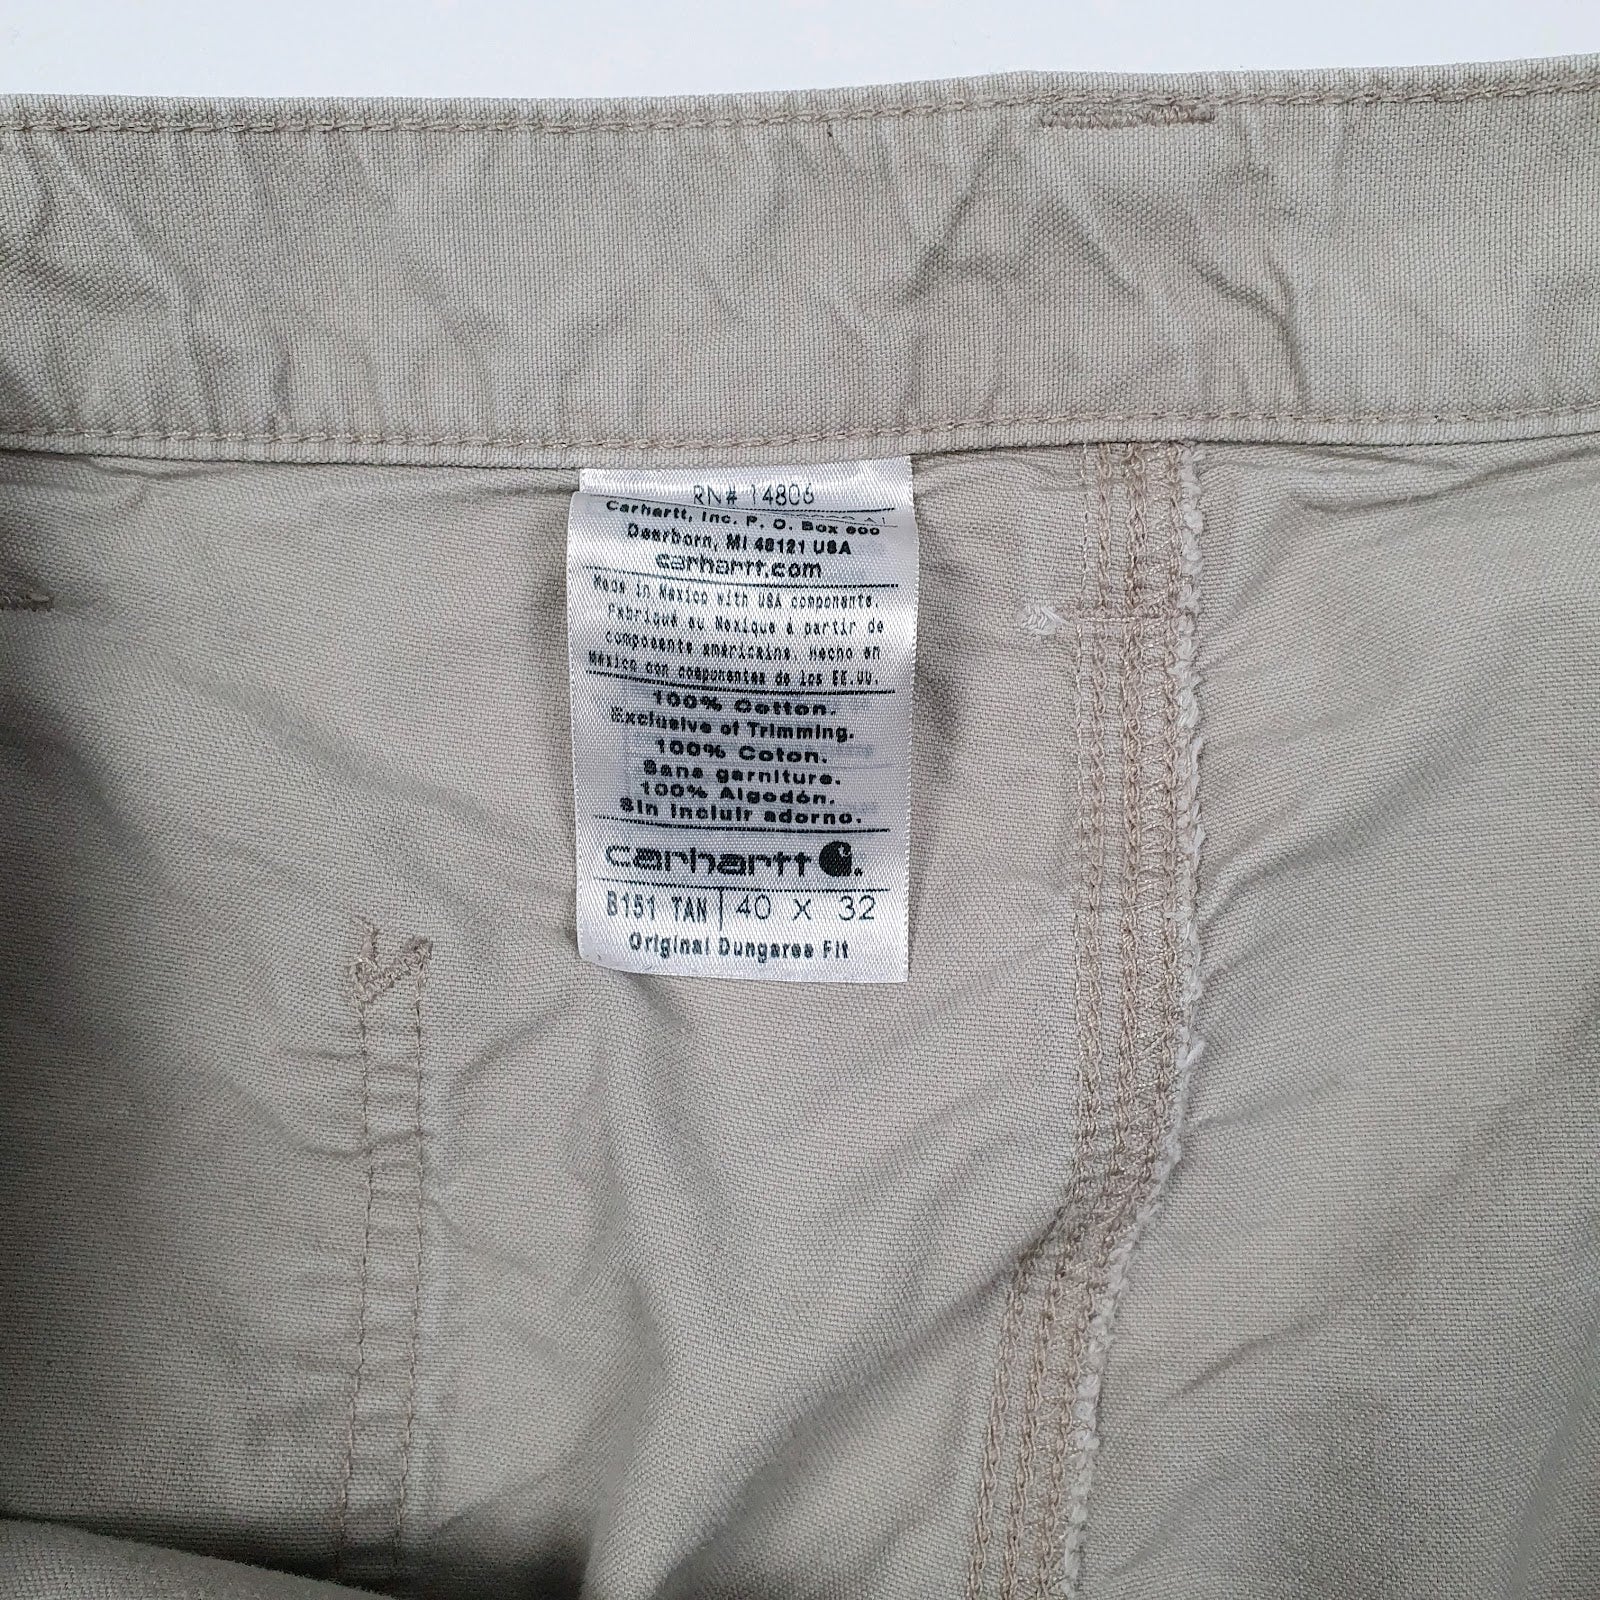 RN# 14806
Carhartt, Inc. P. O. Box 600
Dearborn, MI 48121 USA
carhartt.com
Made in Mexico with USA components.
Fabriqué au Mexique a partir de
composants américains. Hecho en
México con componentes de los EE.UU.
100% Cotton.
Exclusive of Trimming.
100% Coton.
Sans garniture.
100% Algodón.
Sin incluir adorno.
carhartt
B151 TAN 40 X 32
Original Dungaree Fit